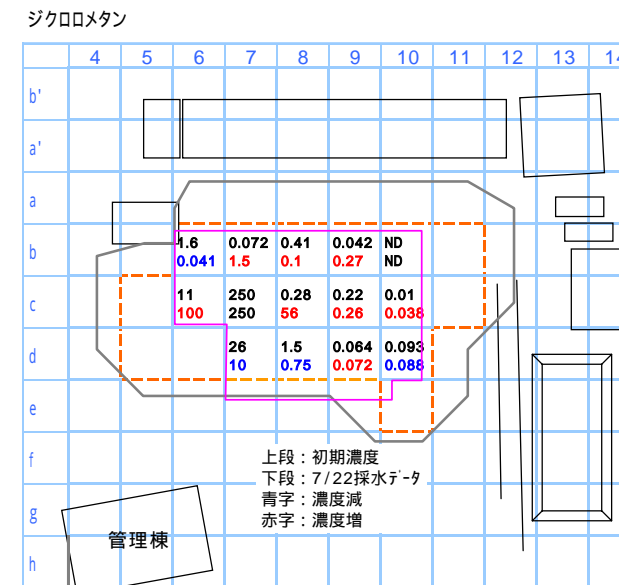 ジクロロメタン
4 5 6 7 8 9 10 11 12 13 14
b'
a'
a
b
1.6 0.072 0.41 0.042 ND
0.041 1.5 0.1 0.27 ND
c
11 250 0.28 0.22 0.01
100 250 56 0.26 0.038
d
26 1.5 0.064 0.093
10 0.75 0.072 0.088
e
f
上段：初期濃度
下段：7/22採水データ
青字：濃度減
赤字：濃度増
g
管理棟
h